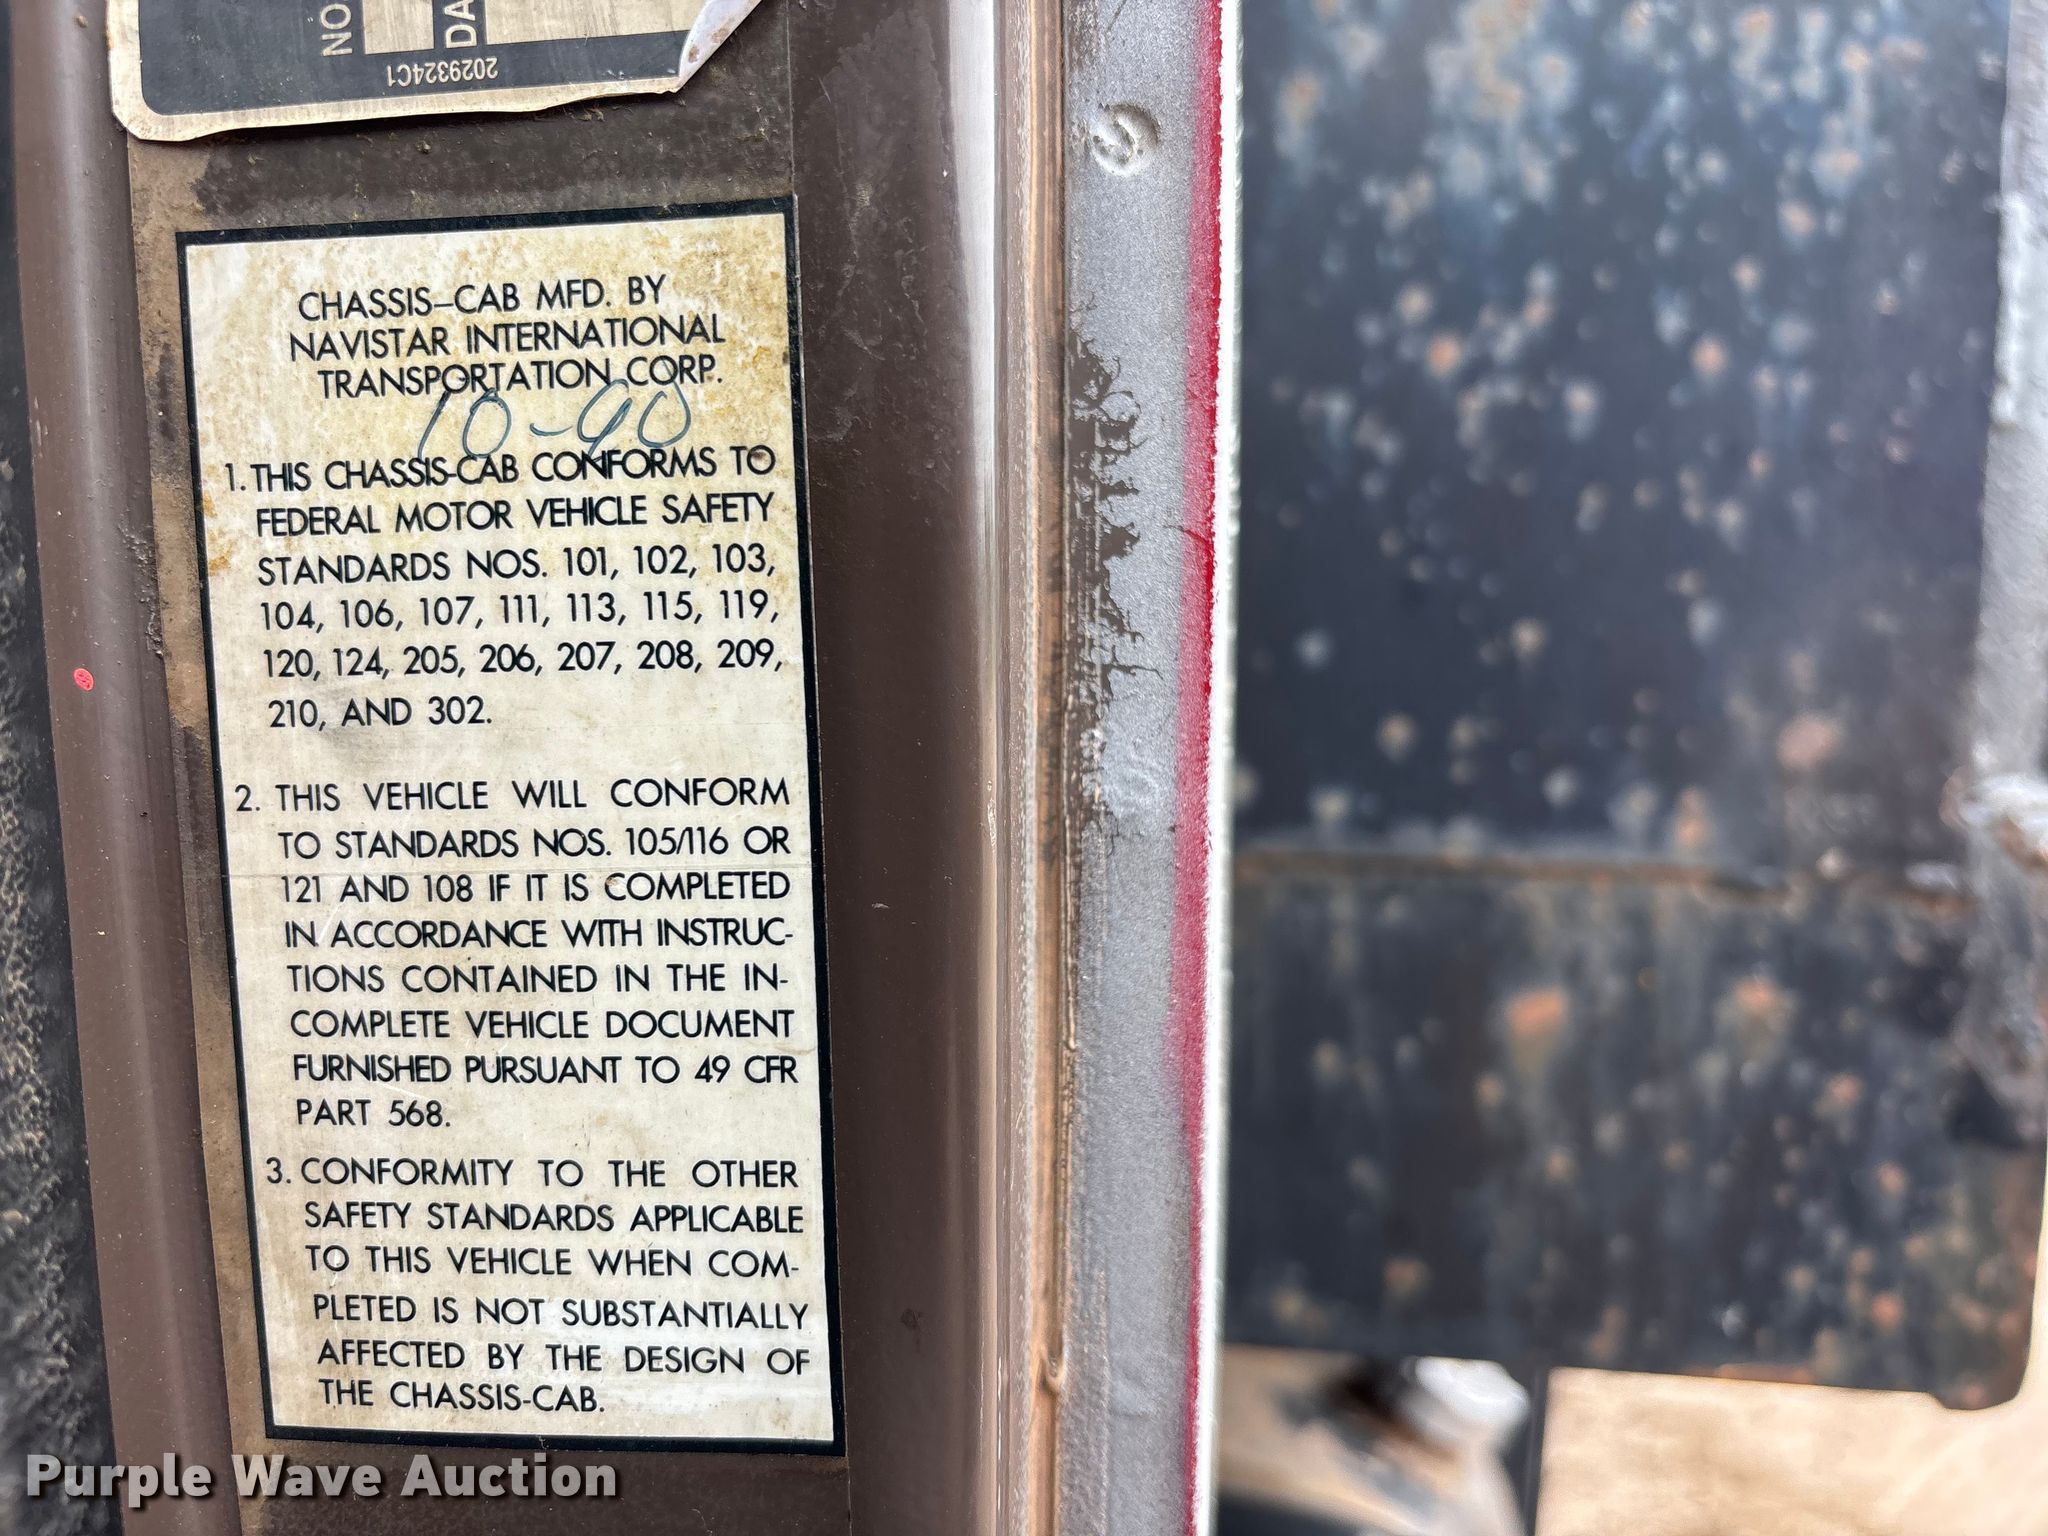 NO
DA
2029324C1
CHASSIS–CAB MFD. BY
NAVISTAR INTERNATIONAL
TRANSPORTATION CORP.
10-90
1. THIS CHASSIS-CAB CONFORMS TO
FEDERAL MOTOR VEHICLE SAFETY
STANDARDS NOS. 101, 102, 103,
104, 106, 107, 111, 113, 115, 119,
120, 124, 205, 206, 207, 208, 209,
210, AND 302.
2. THIS VEHICLE WILL CONFORM
TO STANDARDS NOS. 105/116 OR
121 AND 108 IF IT IS COMPLETED
IN ACCORDANCE WITH INSTRUC-
TIONS CONTAINED IN THE IN-
COMPLETE VEHICLE DOCUMENT
FURNISHED PURSUANT TO 49 CFR
PART 568.
3. CONFORMITY TO THE OTHER
SAFETY STANDARDS APPLICABLE
TO THIS VEHICLE WHEN COM-
PLETED IS NOT SUBSTANTIALLY
AFFECTED BY THE DESIGN OF
THE CHASSIS-CAB.
Purple Wave Auction